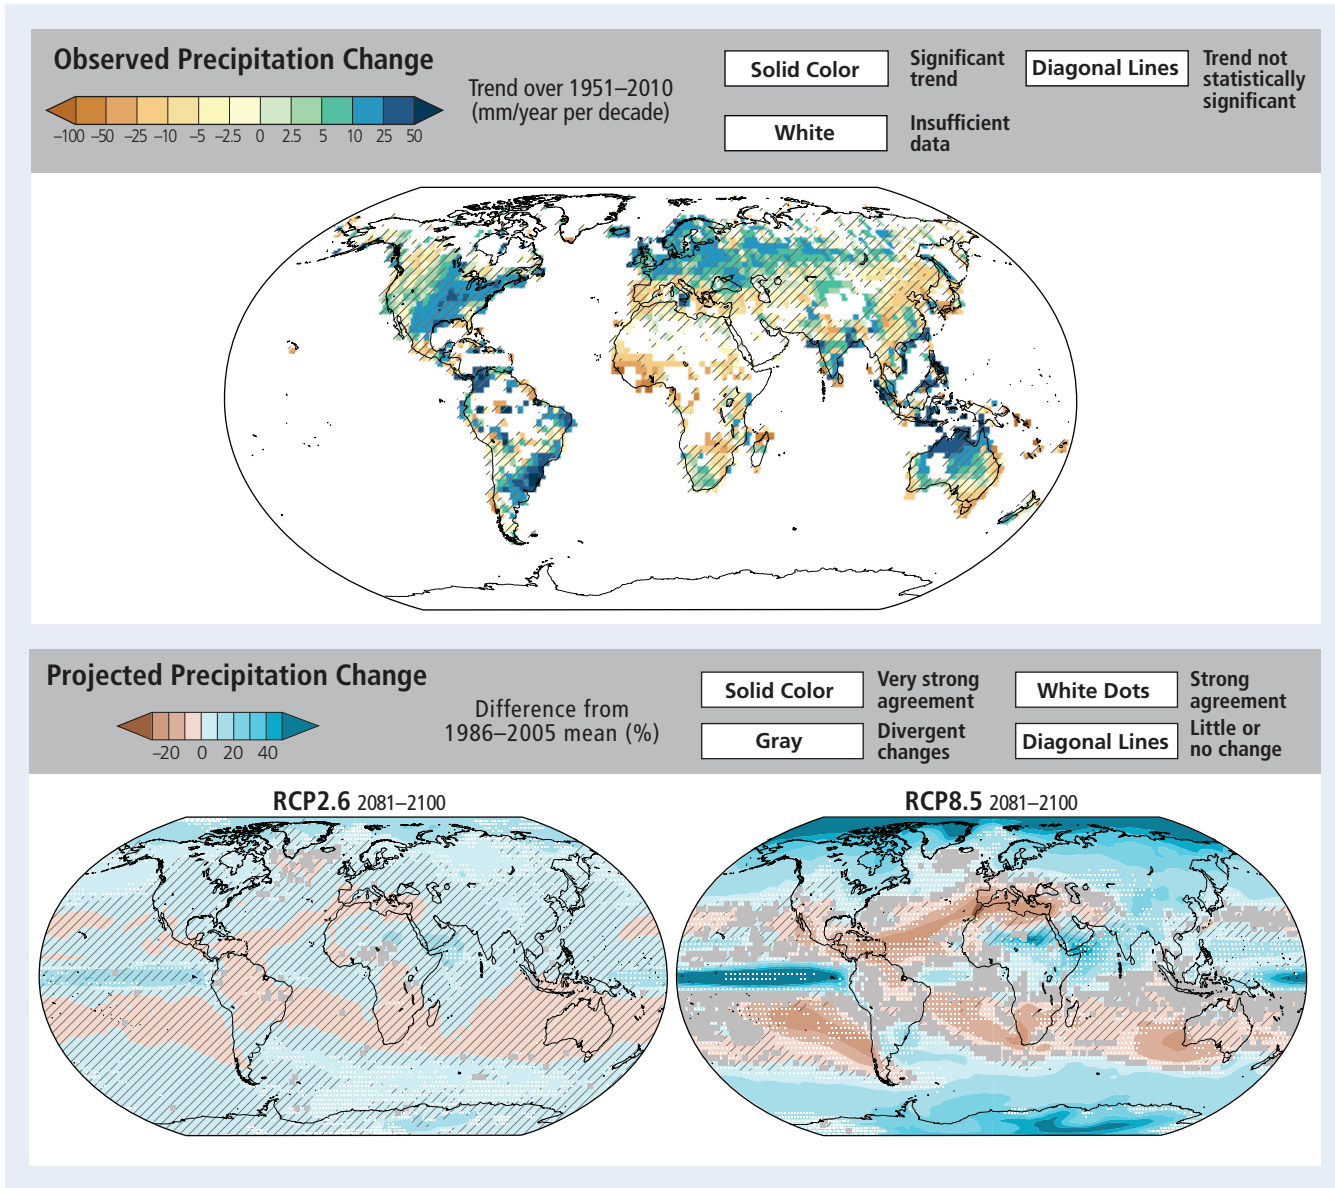 Observed Precipitation Change
Trend over 1951–2010
(mm/year per decade)
–100 –50 –25 –10 –5 –2.5 0 2.5 5 10 25 50
Solid Color
Significant
trend
Diagonal Lines
Trend not
statistically
significant
White
Insufficient
data
Projected Precipitation Change
Difference from
1986–2005 mean (%)
–20 0 20 40
Solid Color
Very strong
agreement
White Dots
Strong
agreement
Gray
Divergent
changes
Diagonal Lines
Little or
no change
RCP2.6 2081–2100
RCP8.5 2081–2100